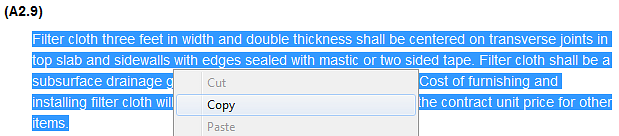 (A2.9)
Filter cloth three feet in width and double thickness shall be centered on transverse joints in
top slab and sidewalls with edges sealed with mastic or two sided tape. Filter cloth shall be a
subsurface drainage g Cut Cost of furnishing and
installing filter cloth wil Copy the contract unit price for other
items. Paste